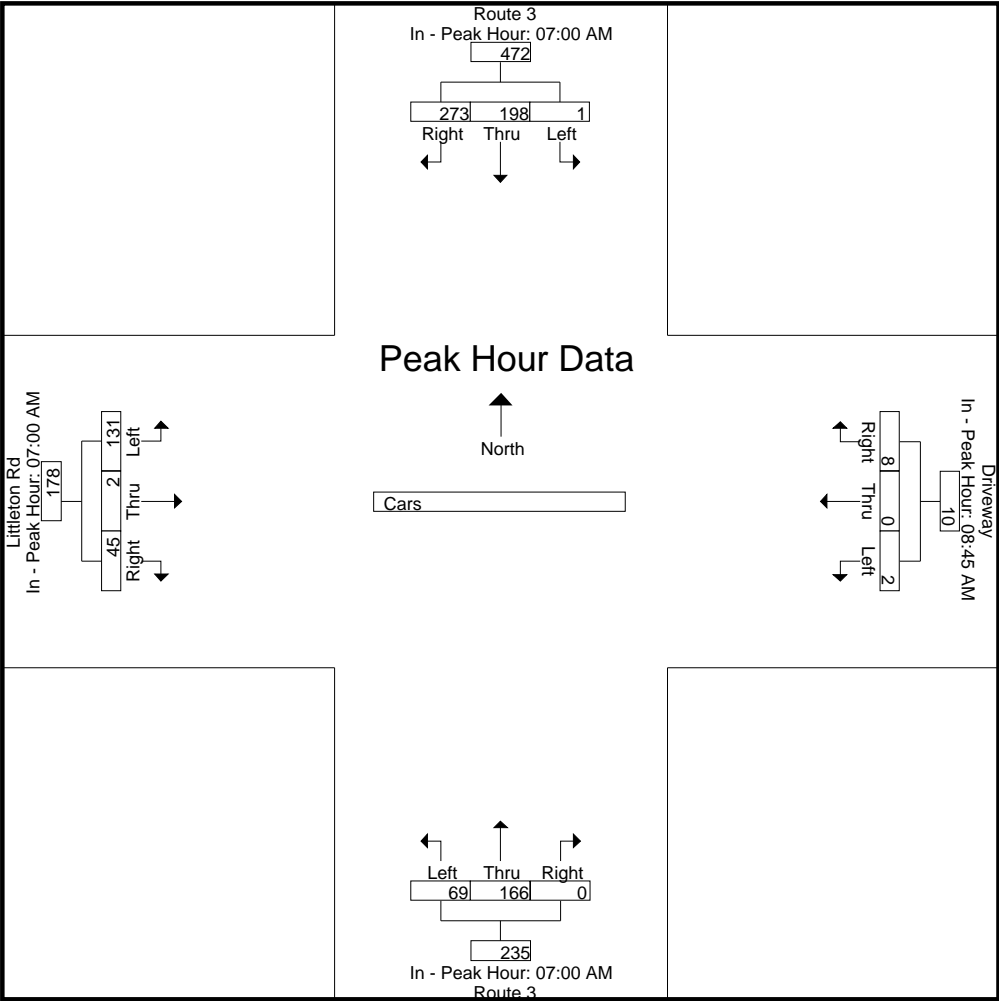 Route 3
In - Peak Hour: 07:00 AM
472
273 198 1
Right Thru Left
Peak Hour Data
North
Cars
Littleton Rd
In - Peak Hour: 07:00 AM
178
131 2 45
Left Thru Right
Driveway
In - Peak Hour: 08:45 AM
10
8 0 2
Right Thru Left
Left Thru Right
69 166 0
235
In - Peak Hour: 07:00 AM
Route 3